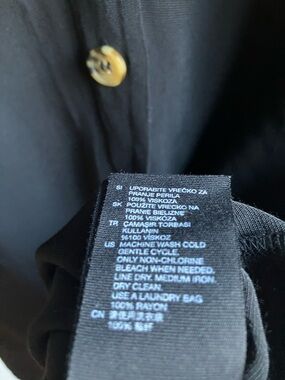 SI UPORABITE VREČKO ZA
PRANJE PERILA
100% VISKOZA
SK POUŽITE VRECKO NA
PRANIE BIELIZNE
100% VISKÓZA
TR ÇAMAŞIR TORBASI
KULLANIN
%100 VİSKOZ
US MACHINE WASH COLD
GENTLE CYCLE.
ONLY NON-CHLORINE
BLEACH WHEN NEEDED.
LINE DRY. MEDIUM IRON.
DRY CLEAN.
USE A LAUNDRY BAG
100% RAYON
CN 请使用洗衣袋
100% 粘纤